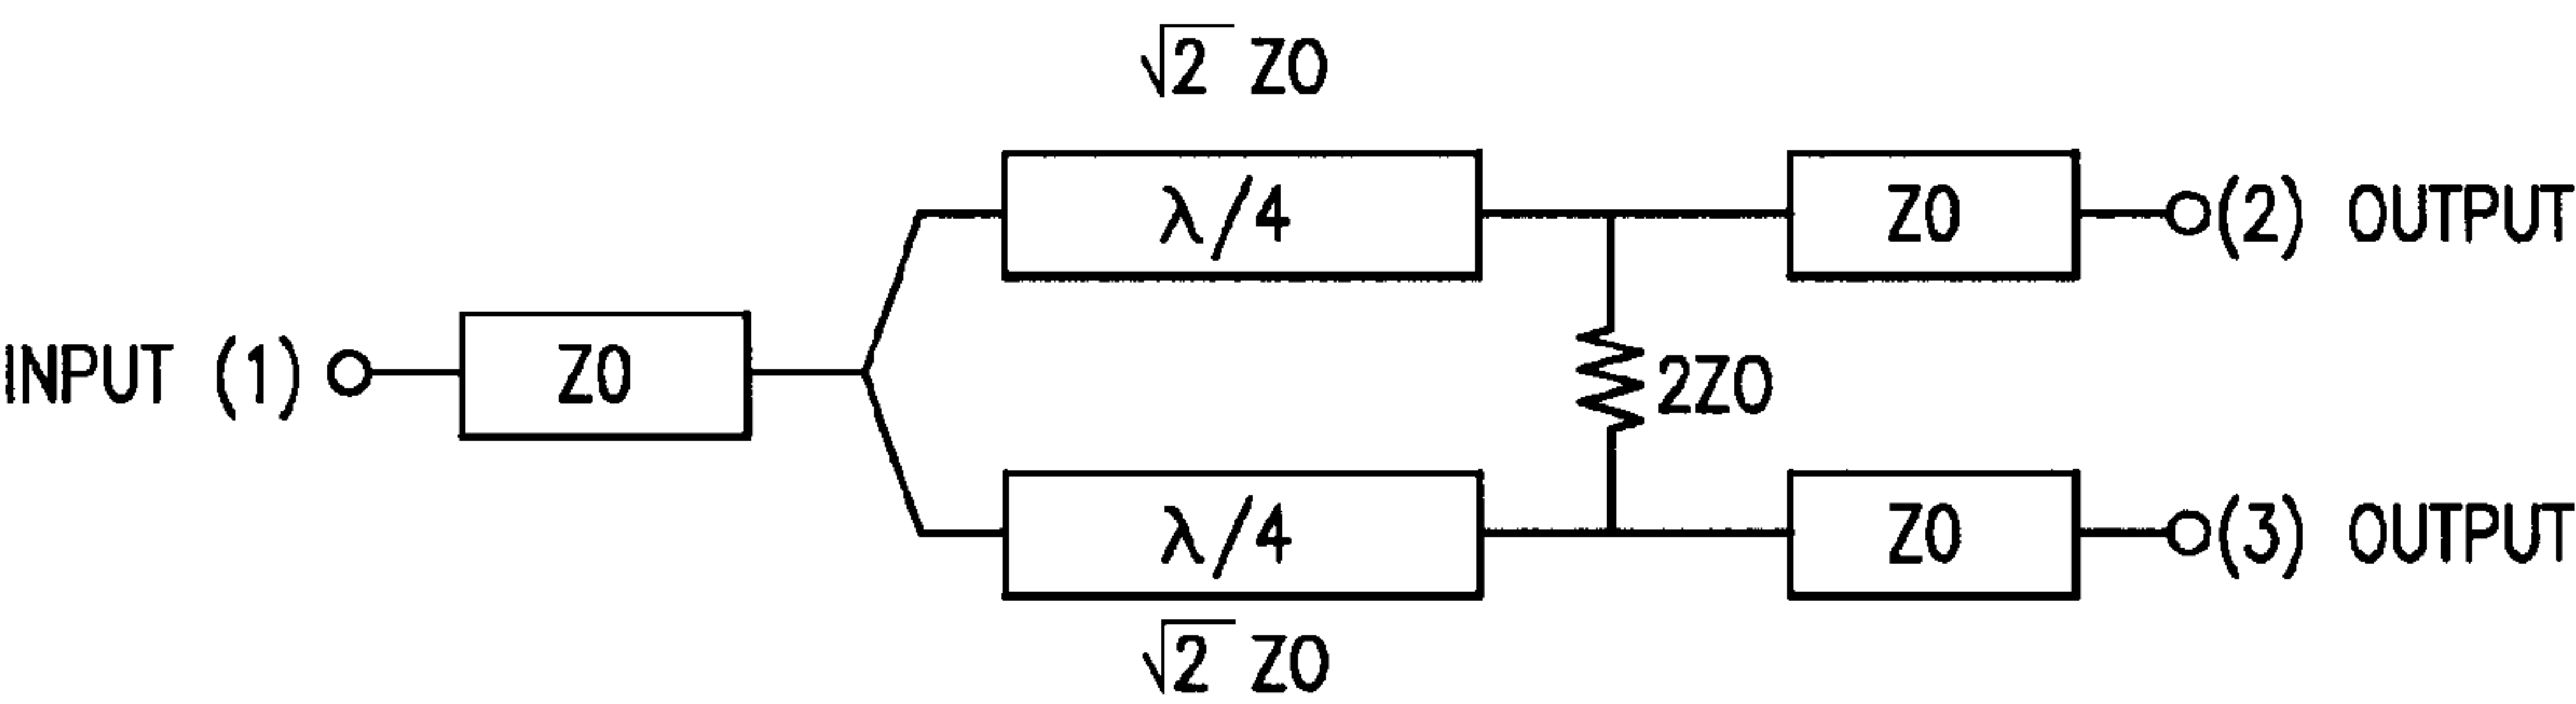 √2 ZO
λ/4
ZO
(2) OUTPUT
INPUT (1)
ZO
2ZO
λ/4
ZO
(3) OUTPUT
√2 ZO